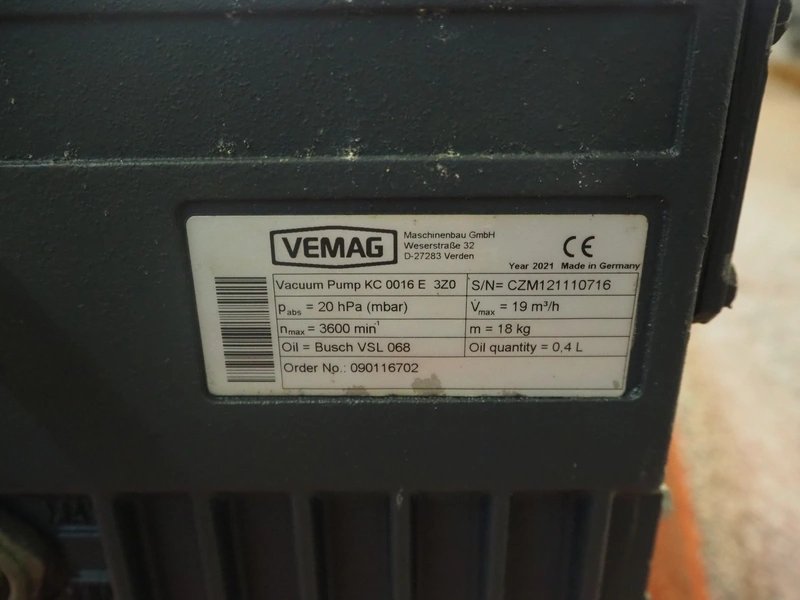 VEMAG
Maschinenbau GmbH
Weserstraße 32
D-27283 Verden
CE
Year 2021 Made in Germany
Vacuum Pump KC 0016 E 3Z0
S/N= CZM121110716
pabs = 20 hPa (mbar)
V̇max = 19 m³/h
nmax = 3600 min⁻¹
m = 18 kg
Oil = Busch VSL 068
Oil quantity = 0,4 L
Order No.: 090116702